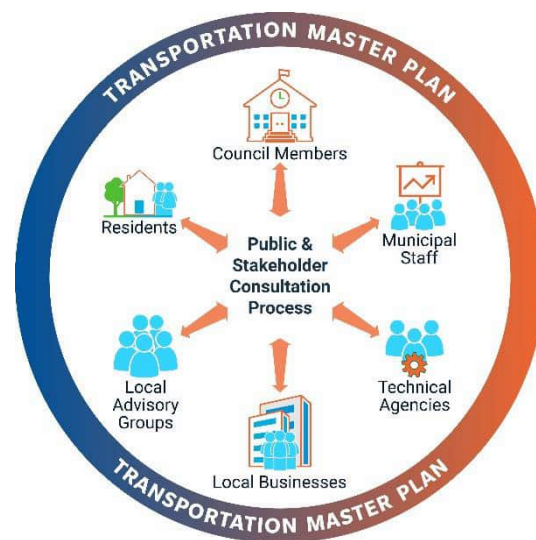 TRANSPORTATION MASTER PLAN
Council Members
Residents
Municipal
Staff
Public &
Stakeholder
Consultation
Process
Local
Advisory
Groups
Technical
Agencies
Local Businesses
TRANSPORTATION MASTER PLAN